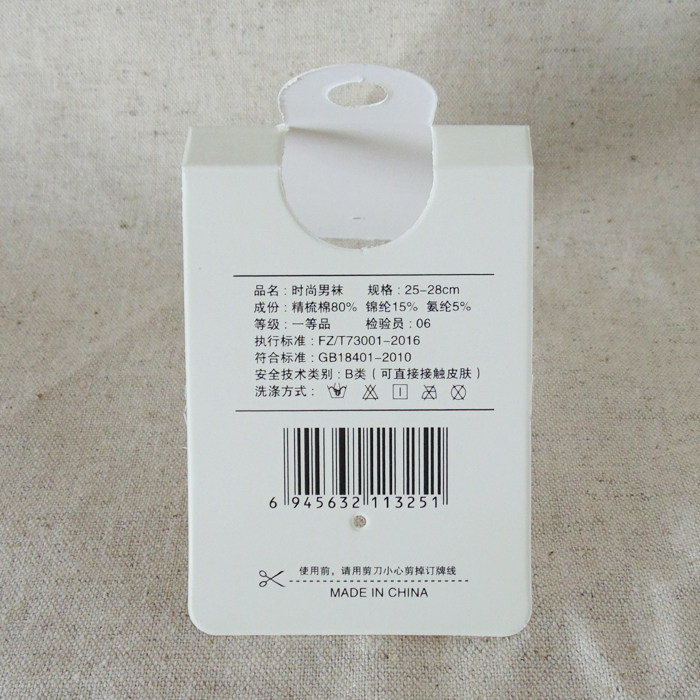 品名：时尚男袜 规格：25-28cm
成份：精梳棉80% 锦纶15% 氨纶5%
等级：一等品 检验员：06
执行标准：FZ/T73001-2016
符合标准：GB18401-2010
安全技术类别：B类（可直接接触皮肤）
洗涤方式：
6 945632 113251
使用前，请用剪刀小心剪掉订牌线
MADE IN CHINA